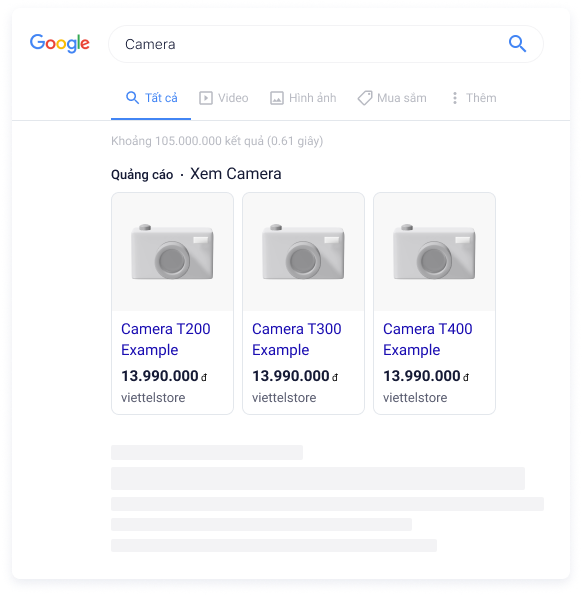 Google
Camera
Tất cả
Video
Hình ảnh
Mua sắm
Thêm
Khoảng 105.000.000 kết quả (0.61 giây)
Quảng cáo · Xem Camera
Camera T200
Example
13.990.000 đ
viettelstore
Camera T300
Example
13.990.000 đ
viettelstore
Camera T400
Example
13.990.000 đ
viettelstore